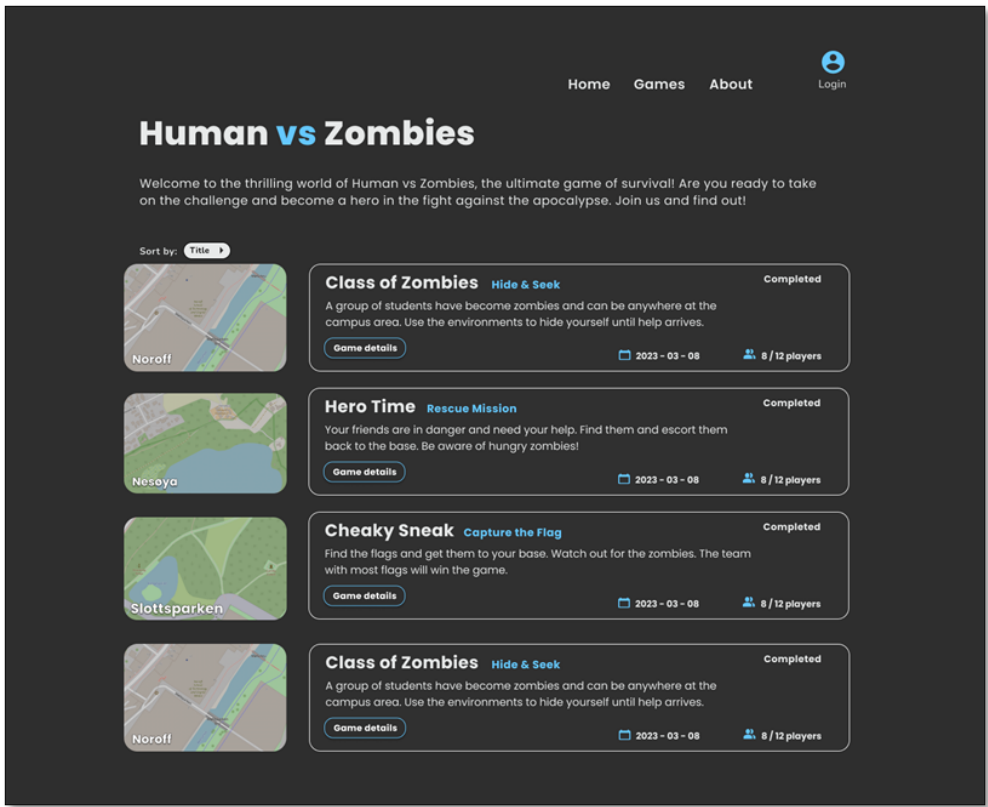 Login
Home Games About
Human vs Zombies
Welcome to the thrilling world of Human vs Zombies, the ultimate game of survival! Are you ready to take
on the challenge and become a hero in the fight against the apocalypse. Join us and find out!
Sort by: Title
Noroff
Class of Zombies Hide & Seek
Completed
A group of students have become zombies and can be anywhere at the
campus area. Use the environments to hide yourself until help arrives.
Game details
2023 - 03 - 08
8 / 12 players
Nesøya
Hero Time Rescue Mission
Completed
Your friends are in danger and need your help. Find them and escort them
back to the base. Be aware of hungry zombies!
Game details
2023 - 03 - 08
8 / 12 players
Slottsparken
Cheaky Sneak Capture the Flag
Completed
Find the flags and get them to your base. Watch out for the zombies. The team
with most flags will win the game.
Game details
2023 - 03 - 08
8 / 12 players
Noroff
Class of Zombies Hide & Seek
Completed
A group of students have become zombies and can be anywhere at the
campus area. Use the environments to hide yourself until help arrives.
Game details
2023 - 03 - 08
8 / 12 players